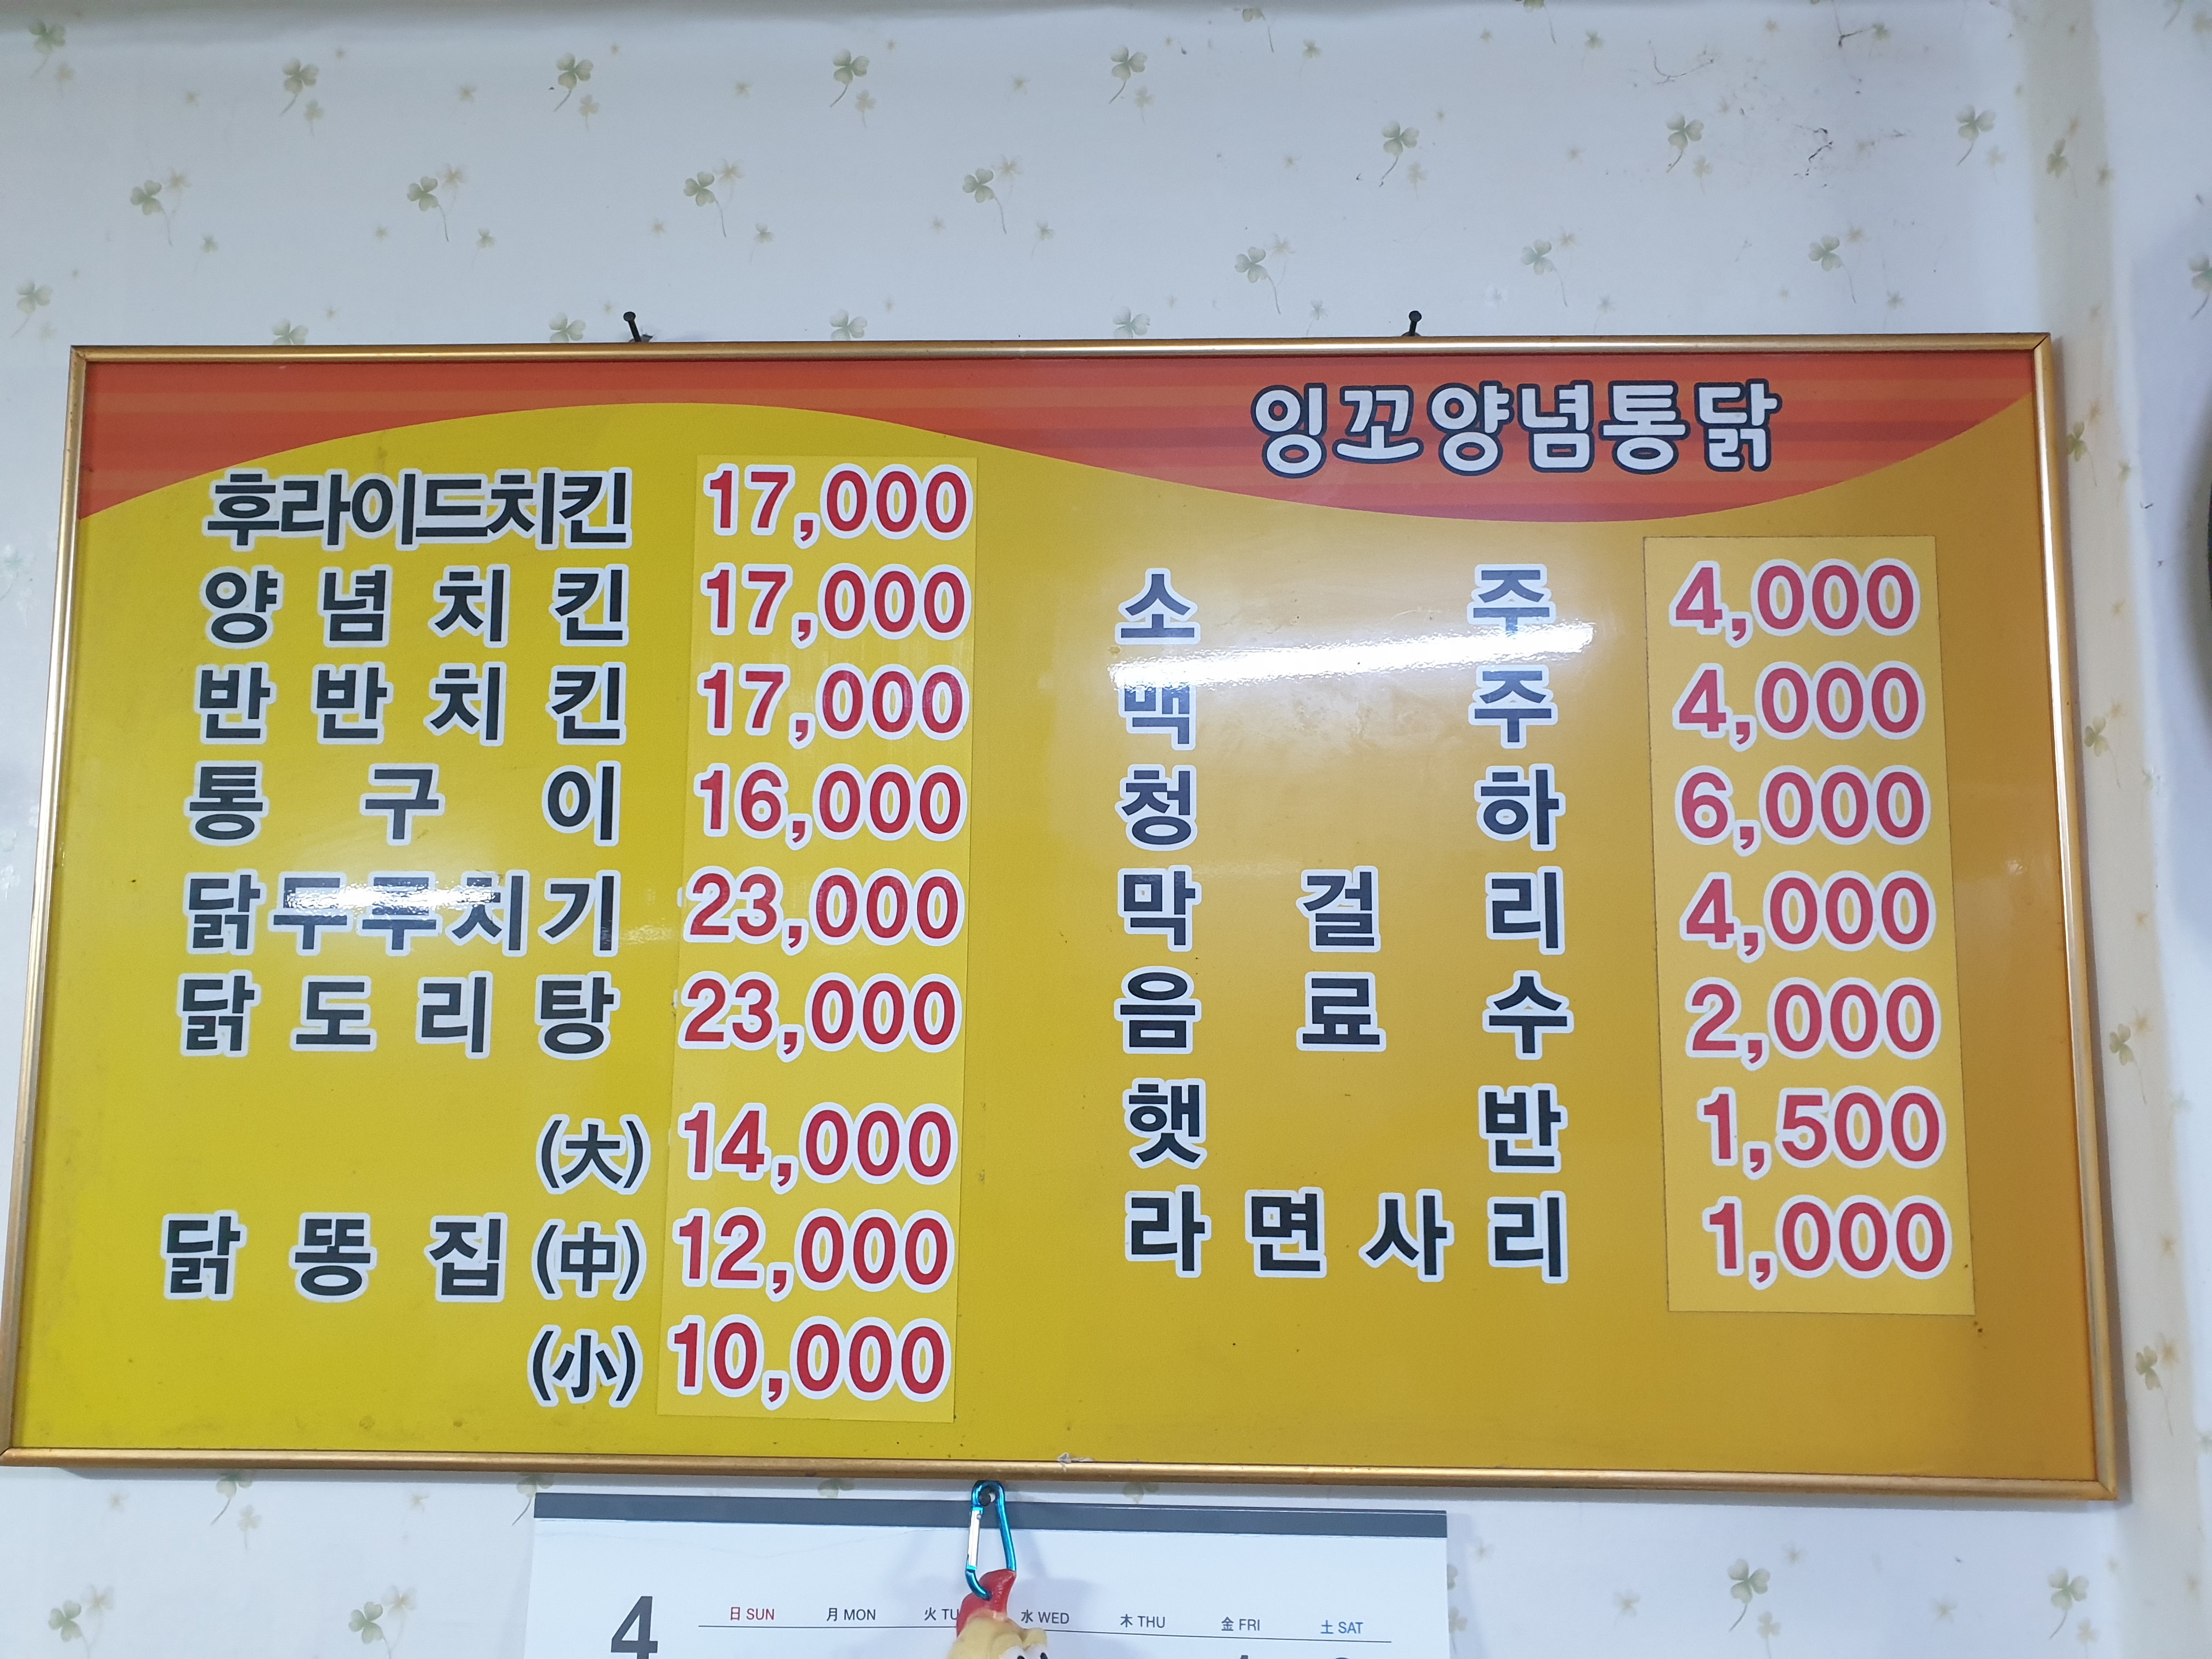 잉꼬양념통닭
후라이드치킨 17,000
양념치킨 17,000
반반치킨 17,000
통구이 16,000
닭두루치기 23,000
닭도리탕 23,000
(大) 14,000
닭똥집(中) 12,000
(小) 10,000
소주 4,000
맥주 4,000
청하 6,000
막걸리 4,000
음료수 2,000
햇반 1,500
라면사리 1,000
4
日 SUN 月 MON 火 TU 水 WED 木 THU 金 FRI 土 SAT